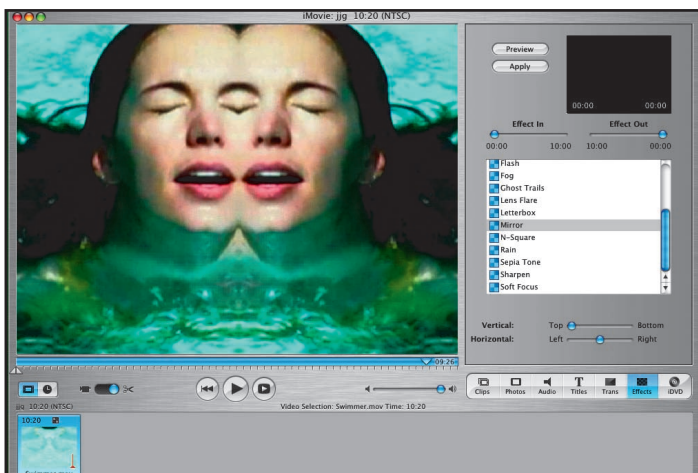 iMovie: jjg 10:20 (NTSC)
Preview
Apply
00:00 00:00
Effect In Effect Out
00:00 10:00 10:00 00:00
Flash
Fog
Ghost Trails
Lens Flare
Letterbox
Mirror
N-Square
Rain
Sepia Tone
Sharpen
Soft Focus
Vertical: Top Bottom
Horizontal: Left Right
09:26
Clips Photos Audio Titles Trans Effects iDVD
jjg 10:20 (NTSC) Video Selection: Swimmer.mov Time: 10:20
10:20
Swimmer.mov